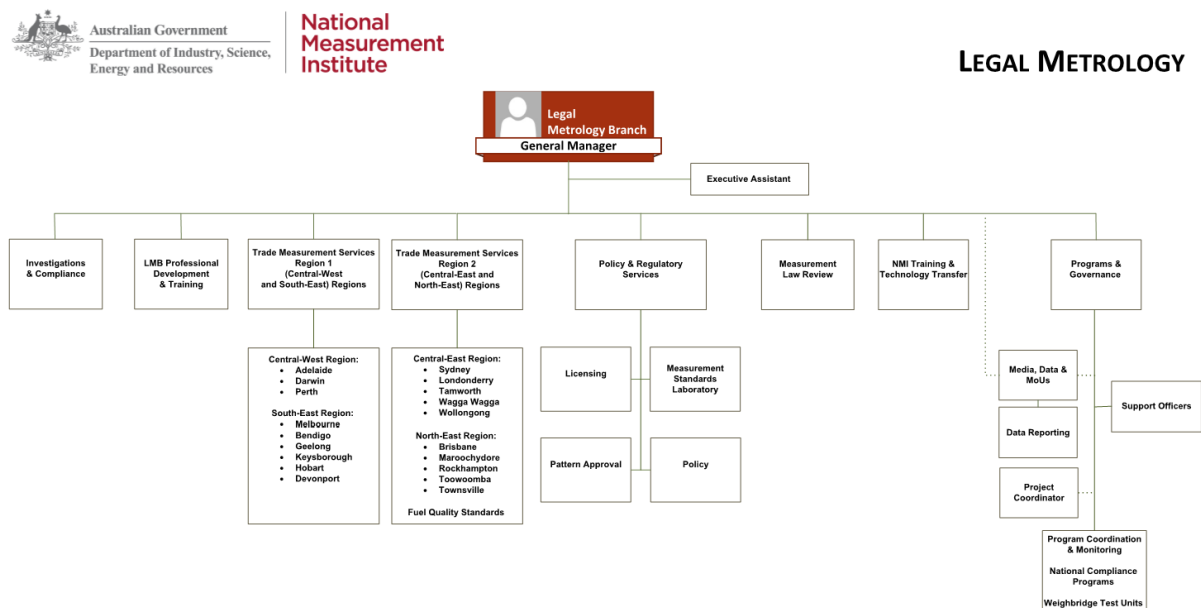 Australian Government
Department of Industry, Science,
Energy and Resources
National
Measurement
Institute
LEGAL METROLOGY
Legal
Metrology Branch
General Manager
Executive Assistant
Investigations
& Compliance
LMB Professional
Development
& Training
Trade Measurement Services
Region 1
(Central-West
and South-East) Regions
Trade Measurement Services
Region 2
(Central-East and
North-East) Regions
Policy & Regulatory
Services
Measurement
Law Review
NMI Training &
Technology Transfer
Programs &
Governance
Central-West Region:
• Adelaide
• Darwin
• Perth
South-East Region:
• Melbourne
• Bendigo
• Geelong
• Keysborough
• Hobart
• Devonport
Central-East Region:
• Sydney
• Londonderry
• Tamworth
• Wagga Wagga
• Wollongong
North-East Region:
• Brisbane
• Maroochydore
• Rockhampton
• Toowoomba
• Townsville
Fuel Quality Standards
Licensing
Measurement
Standards
Laboratory
Pattern Approval
Policy
Media, Data &
MoUs
Support Officers
Data Reporting
Project
Coordinator
Program Coordination
& Monitoring
National Compliance
Programs
Weighbridge Test Units